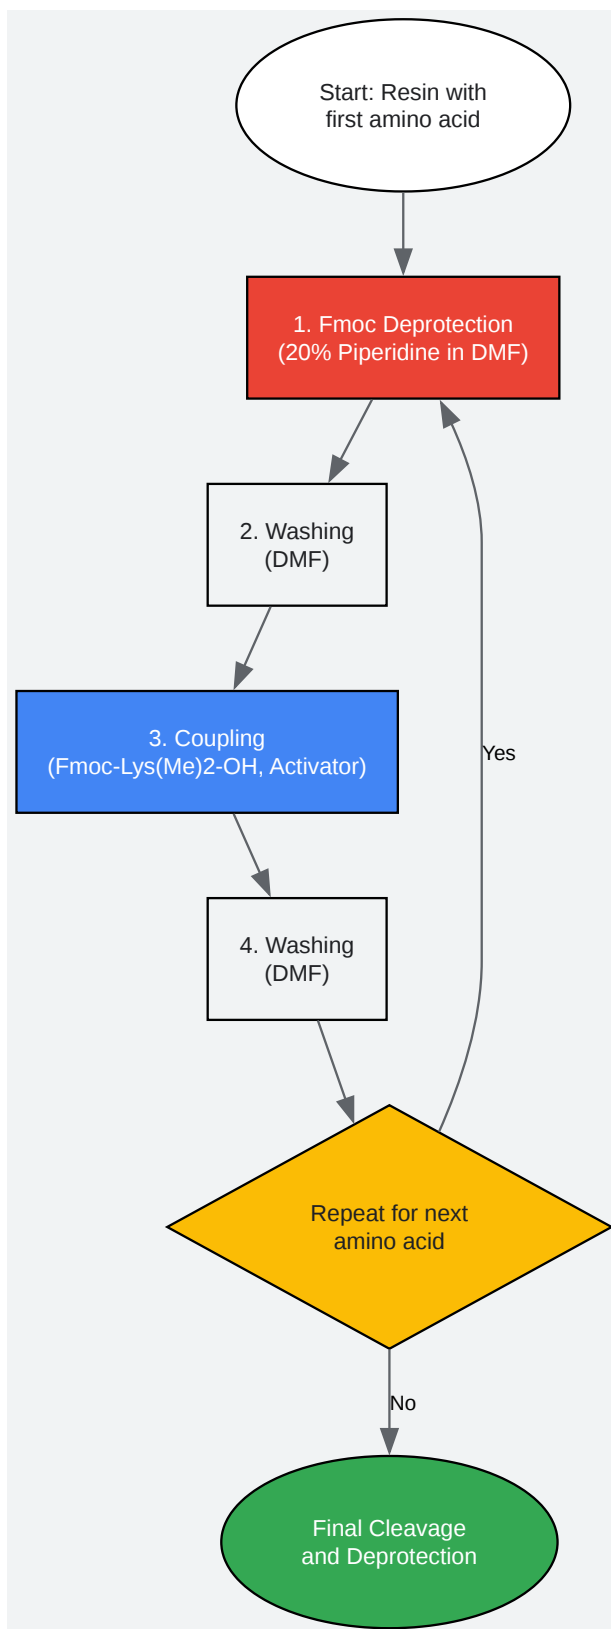 Start: Resin with
first amino acid
1. Fmoc Deprotection
(20% Piperidine in DMF)
2. Washing
(DMF)
3. Coupling
(Fmoc-Lys(Me)2-OH, Activator)
Yes
4. Washing
(DMF)
Repeat for next
amino acid
No
Final Cleavage
and Deprotection